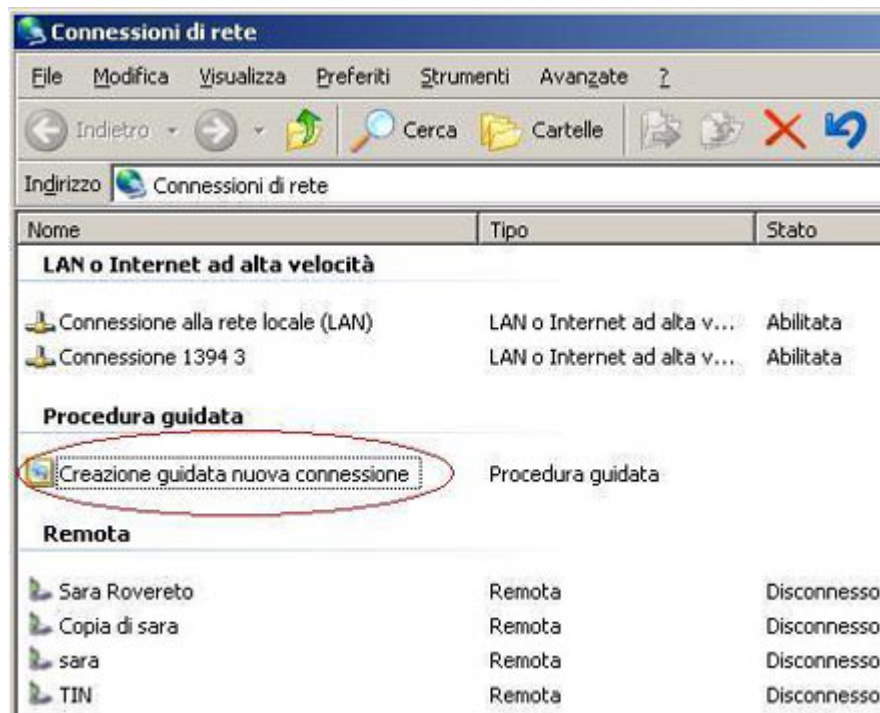 Connessioni di rete
File Modifica Visualizza Preferiti Strumenti Avanzate ?
Indietro Cerca Cartelle
Indirizzo Connessioni di rete
Nome Tipo Stato
LAN o Internet ad alta velocità
Connessione alla rete locale (LAN) LAN o Internet ad alta v... Abilitata
Connessione 1394 3 LAN o Internet ad alta v... Abilitata
Procedura guidata
Creazione guidata nuova connessione Procedura guidata
Remota
Sara Rovereto Remota Disconnesso
Copia di sara Remota Disconnesso
sara Remota Disconnesso
TIN Remota Disconnesso